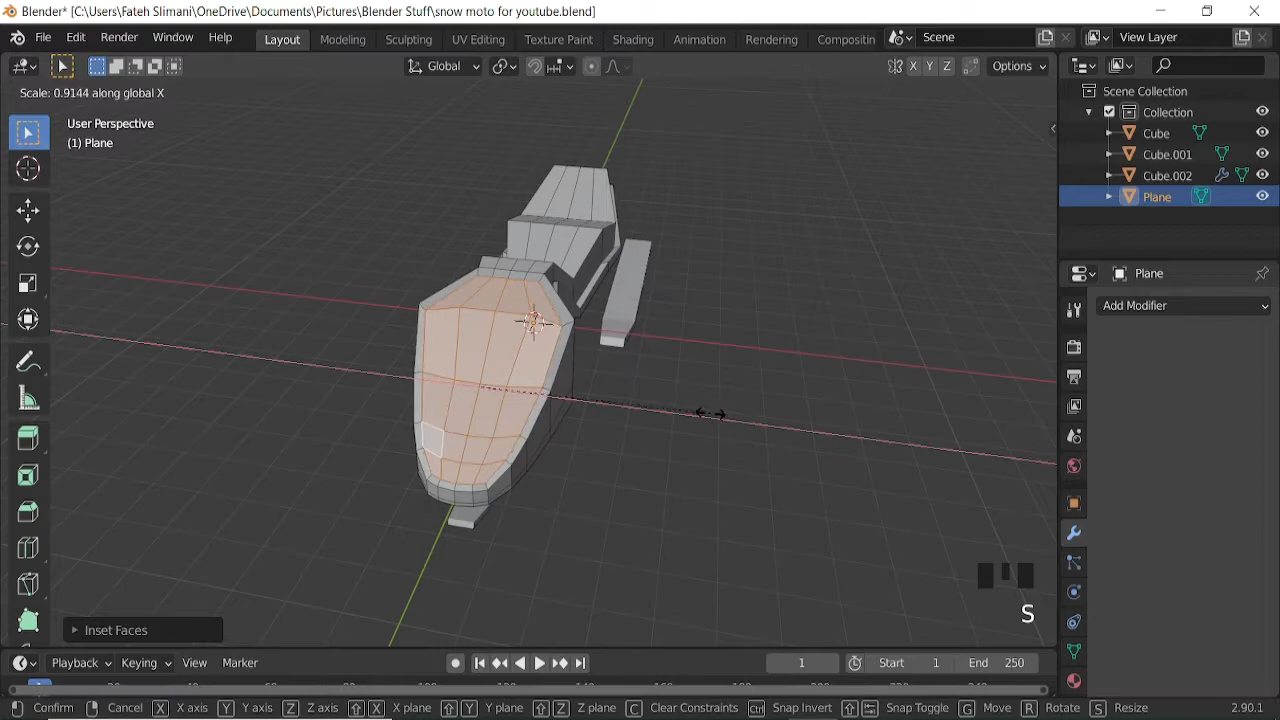 Blender* [C:\Users\Fateh Slimani\OneDrive\Documents\Pictures\Blender Stuff\snow moto for youtube.blend]
File Edit Render Window Help Layout Modeling Sculpting UV Editing Texture Paint Shading Animation Rendering Compositin Scene View Layer
Global X Y Z Options
Scale: 0.9144 along global X
Scene Collection
Collection
Cube
Cube.001
Cube.002
Plane
User Perspective
(1) Plane
Plane
Add Modifier
S
Inset Faces
Playback Keying View Marker 1 Start 1 End 250
Confirm Cancel X X axis Y Y axis Z Z axis X X plane Y Y plane Z Z plane C Clear Constraints Ctrl Snap Invert Snap Toggle G Move R Rotate S Resize